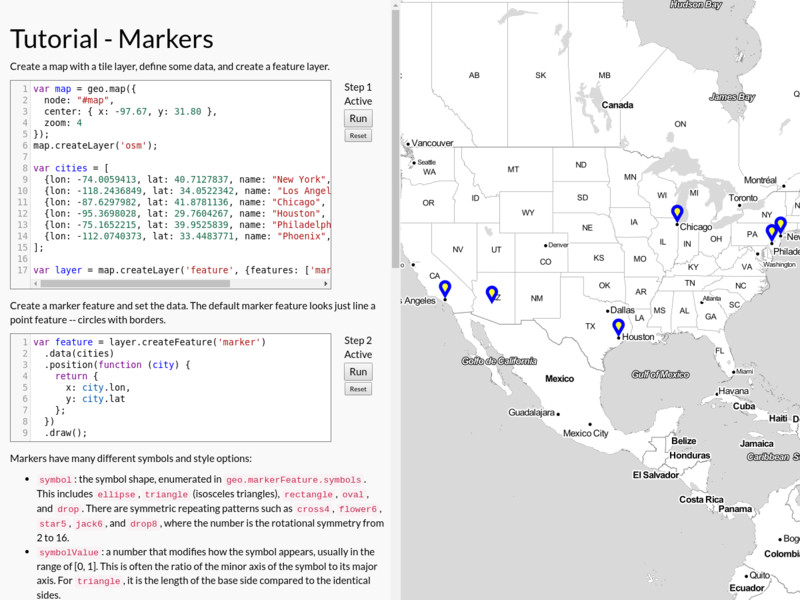 Tutorial - Markers
Create a map with a tile layer, define some data, and create a feature layer.
1 var map = geo.map({
2 node: "#map",
3 center: { x: -97.67, y: 31.80 },
4 zoom: 4
5 });
6 map.createLayer('osm');
7
8 var cities = [
9 {lon: -74.0059413, lat: 40.7127837, name: "New York",
10 {lon: -118.2436849, lat: 34.0522342, name: "Los Angel
11 {lon: -87.6297982, lat: 41.8781136, name: "Chicago",
12 {lon: -95.3698028, lat: 29.7604267, name: "Houston",
13 {lon: -75.1652215, lat: 39.9525839, name: "Philadelph
14 {lon: -112.0740373, lat: 33.4483771, name: "Phoenix",
15 ];
16
17 var layer = map.createLayer('feature', {features: ['mar
Step 1
Active
Run
Reset
Create a marker feature and set the data. The default marker feature looks just line a
point feature -- circles with borders.
1 var feature = layer.createFeature('marker')
2 .data(cities)
3 .position(function (city) {
4 return {
5 x: city.lon,
6 y: city.lat
7 };
8 })
9 .draw();
Step 2
Active
Run
Reset
Markers have many different symbols and style options:
• symbol : the symbol shape, enumerated in geo.markerFeature.symbols .
This includes ellipse , triangle (isosceles triangles), rectangle , oval ,
and drop . There are symmetric repeating patterns such as cross4 , flower6 ,
star5 , jack6 , and drop8 , where the number is the rotational symmetry from
2 to 16.
• symbolValue : a number that modifies how the symbol appears, usually in the
range of [0, 1]. This is often the ratio of the minor axis of the symbol to its major
axis. For triangle , it is the length of the base side compared to the identical
sides.
Hudson Bay
AB
SK
MB
Canada
James Bay
ON
Vancouver
Seattle
WA
MT
ND
MN
Montréal
OR
ID
SD
WI
MI
Toronto
WY
NY
IA
Chicago
NE
PA
New
NV
UT
Denver
IL
IN
OH
Philade
CO
KS
MO
Washington
KY
VA
CA
OK
TN
NC
s Angeles
AZ
NM
AR
Atlanta
SC
Dallas
MS
AL
GA
TX
LA
Houston
FL
Golfo de California
Gulf of Mexico
Miami
Mexico
Havana
Cuba
Guadalajara
Haiti
Mexico City
Belize
Jamaica
Honduras
Caribbean S
El Salvador
Costa Rica
Panama
Bogo
Colombi
Quito
Ecuador